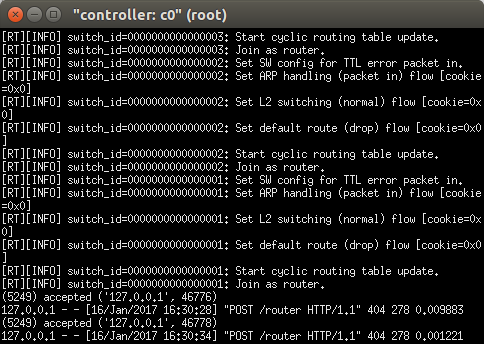 "controller: c0" (root)
[RT][INFO] switch_id=0000000000000003: Start cyclic routing table update.
[RT][INFO] switch_id=0000000000000003: Join as router.
[RT][INFO] switch_id=0000000000000002: Set SW config for TTL error packet in.
[RT][INFO] switch_id=0000000000000002: Set ARP handling (packet in) flow [cookie
=0x0]
[RT][INFO] switch_id=0000000000000002: Set L2 switching (normal) flow [cookie=0x
0]
[RT][INFO] switch_id=0000000000000002: Set default route (drop) flow [cookie=0x0
]
[RT][INFO] switch_id=0000000000000002: Start cyclic routing table update.
[RT][INFO] switch_id=0000000000000002: Join as router.
[RT][INFO] switch_id=0000000000000001: Set SW config for TTL error packet in.
[RT][INFO] switch_id=0000000000000001: Set ARP handling (packet in) flow [cookie
=0x0]
[RT][INFO] switch_id=0000000000000001: Set L2 switching (normal) flow [cookie=0x
0]
[RT][INFO] switch_id=0000000000000001: Set default route (drop) flow [cookie=0x0
]
[RT][INFO] switch_id=0000000000000001: Start cyclic routing table update.
[RT][INFO] switch_id=0000000000000001: Join as router.
(5249) accepted ('127.0.0.1', 46776)
127.0.0.1 - - [16/Jan/2017 16:30:28] "POST /router HTTP/1.1" 404 278 0.009883
(5249) accepted ('127.0.0.1', 46778)
127.0.0.1 - - [16/Jan/2017 16:30:34] "POST /router HTTP/1.1" 404 278 0.001221